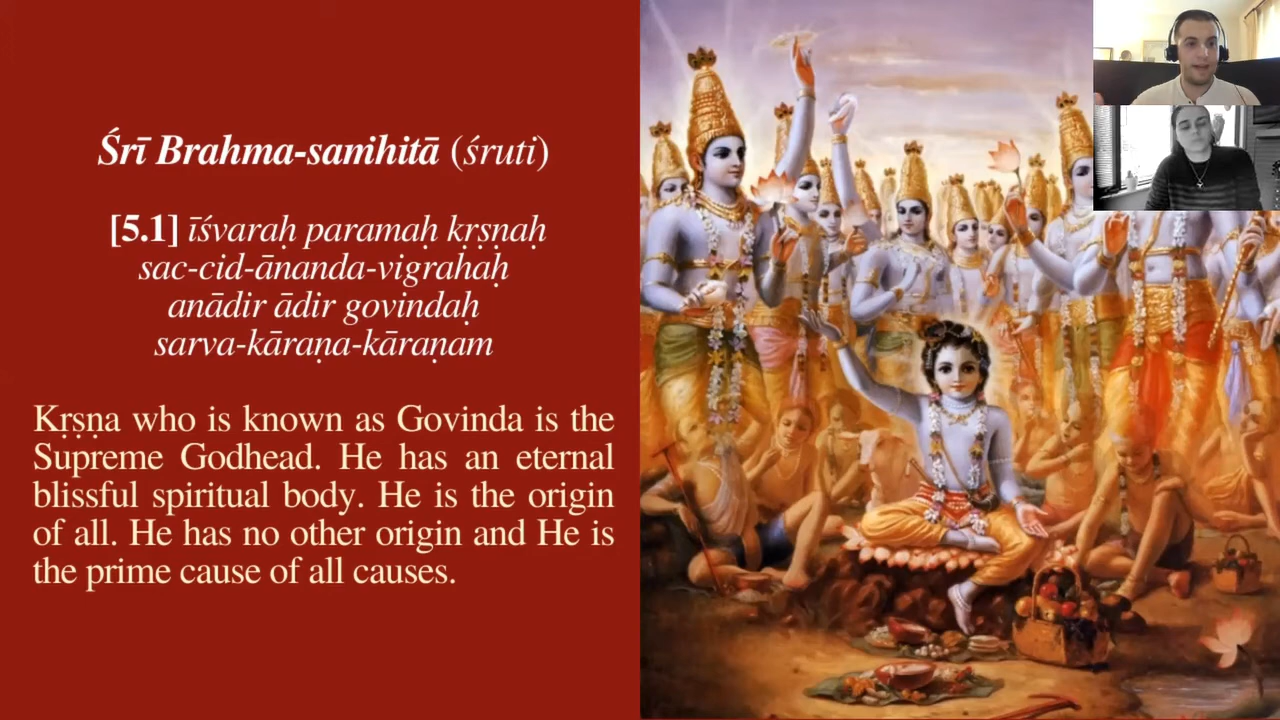 Śrī Brahma-saṁhitā (śruti)
[5.1] īśvaraḥ paramaḥ kṛṣṇaḥ
sac-cid-ānanda-vigrahaḥ
anādir ādir govindaḥ
sarva-kāraṇa-kāraṇam
Kṛṣṇa who is known as Govinda is the
Supreme Godhead. He has an eternal
blissful spiritual body. He is the origin
of all. He has no other origin and He is
the prime cause of all causes.